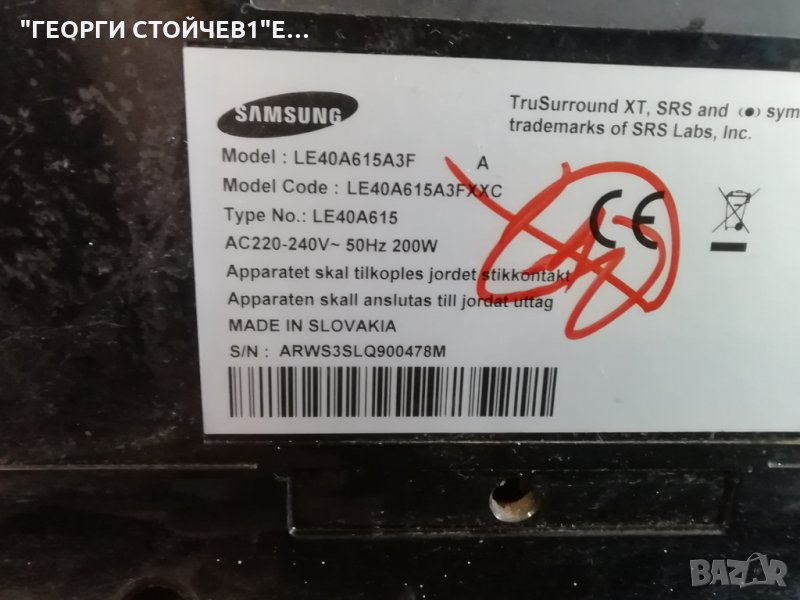 "ГЕОРГИ СТОЙЧЕВ1"Е...
SAMSUNG
TruSurround XT, SRS and (●) sym
trademarks of SRS Labs, Inc.
Model : LE40A615A3F A
Model Code : LE40A615A3FXXC
Type No.: LE40A615
AC220-240V~ 50Hz 200W
Apparatet skal tilkoples jordet stikkontakt
Apparaten skall anslutas till jordat uttag
MADE IN SLOVAKIA
S/N : ARWS3SLQ900478M
CE
BAZAR